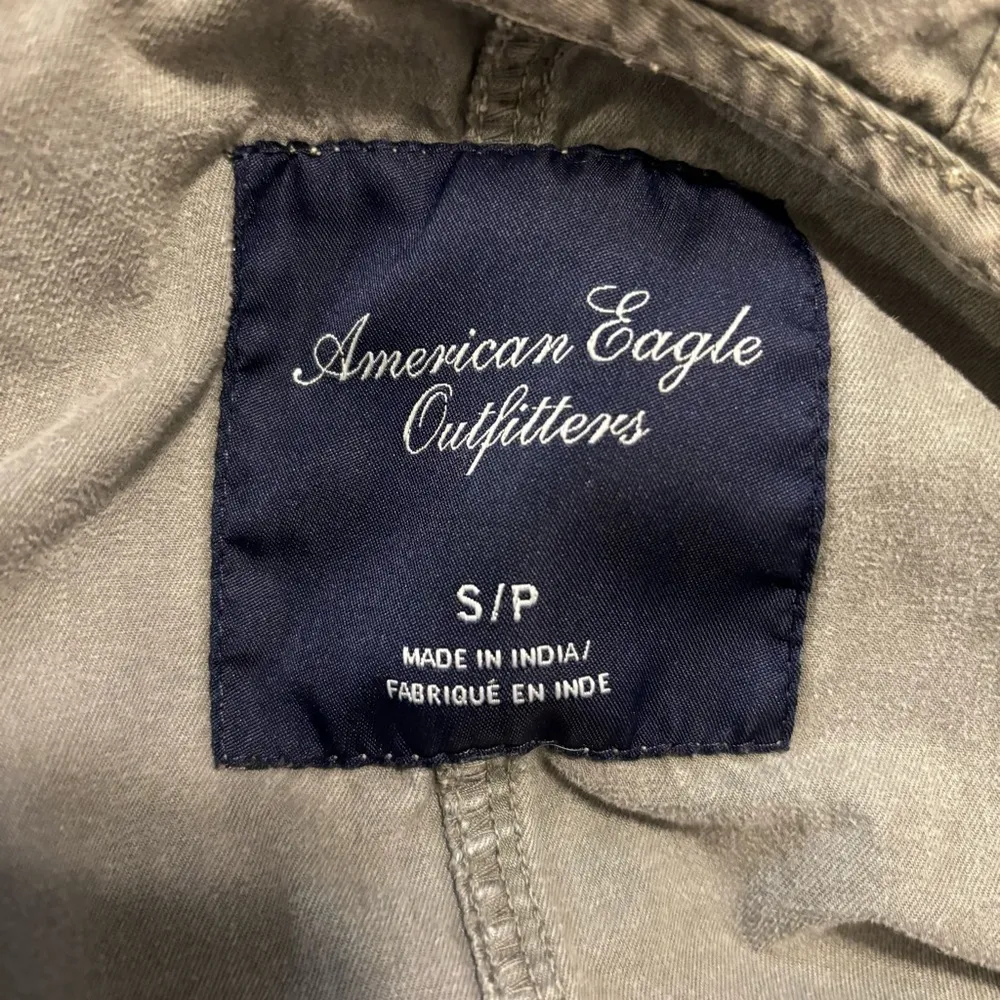 American Eagle
Outfitters
S/P
MADE IN INDIA/
FABRIQUÉ EN INDE